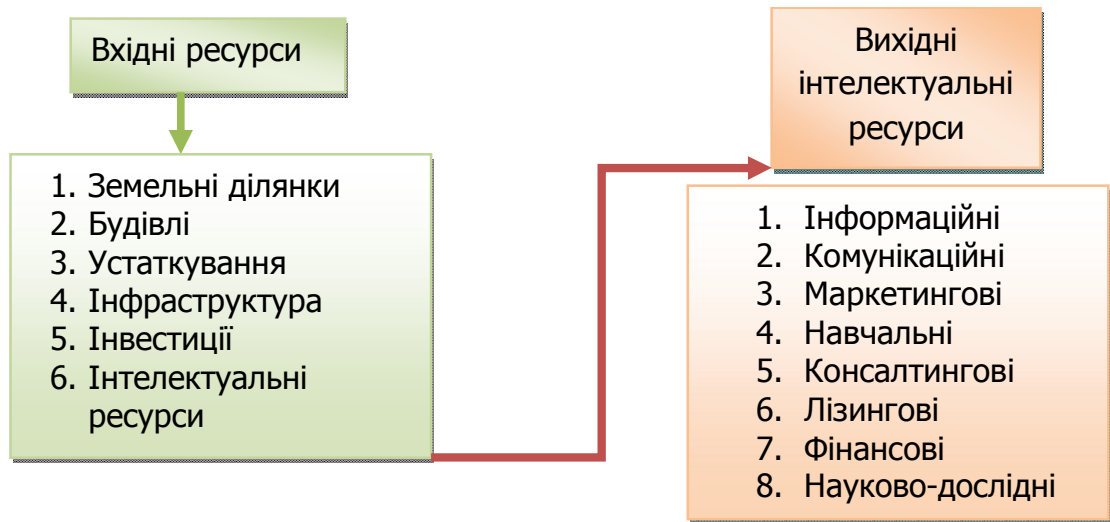 Вхідні ресурси
1. Земельні ділянки
2. Будівлі
3. Устаткування
4. Інфраструктура
5. Інвестиції
6. Інтелектуальні
ресурси
Вихідні
інтелектуальні
ресурси
1. Інформаційні
2. Комунікаційні
3. Маркетингові
4. Навчальні
5. Консалтингові
6. Лізингові
7. Фінансові
8. Науково-дослідні